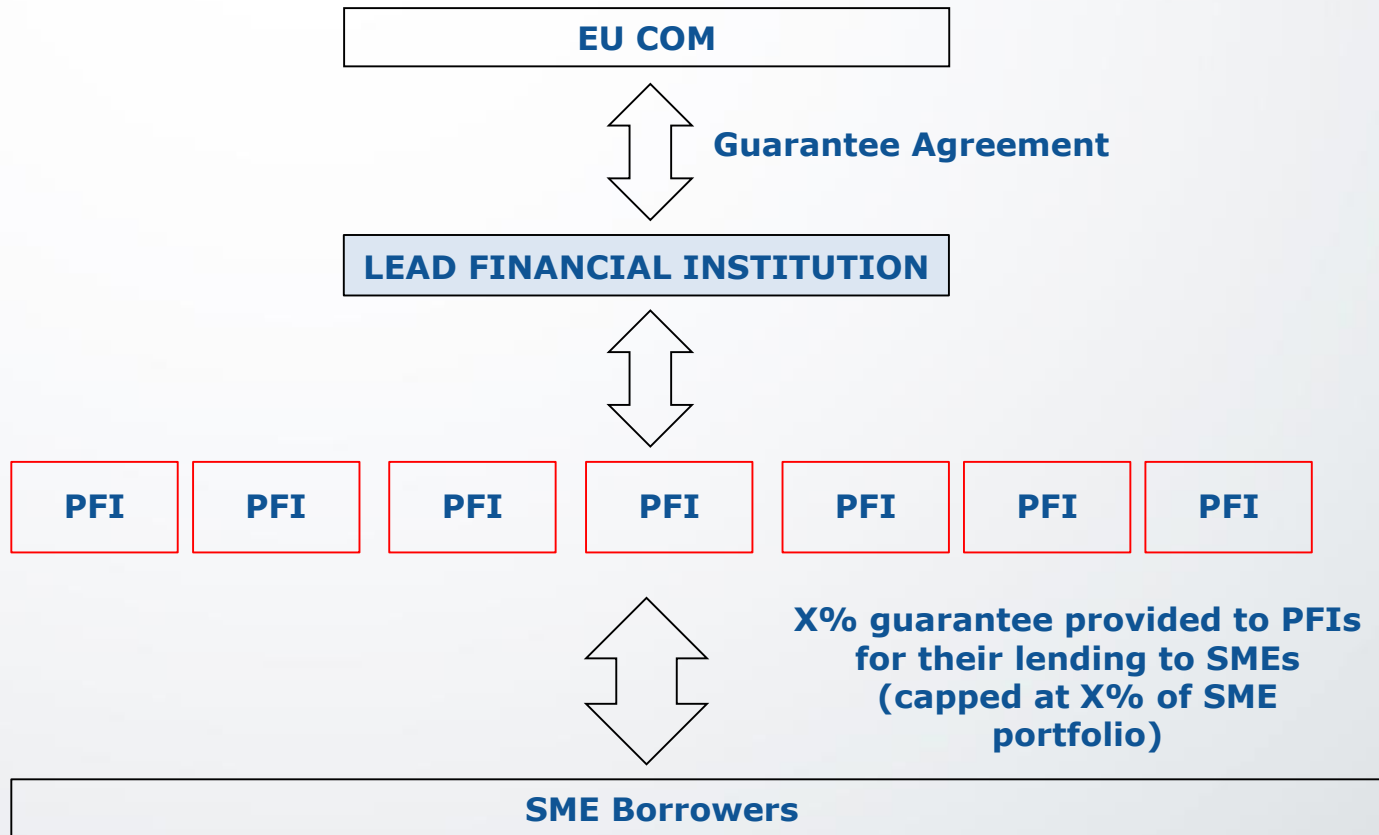 EU COM
Guarantee Agreement
LEAD FINANCIAL INSTITUTION
PFI PFI PFI PFI PFI PFI PFI
X% guarantee provided to PFIs
for their lending to SMEs
(capped at X% of SME
portfolio)
SME Borrowers